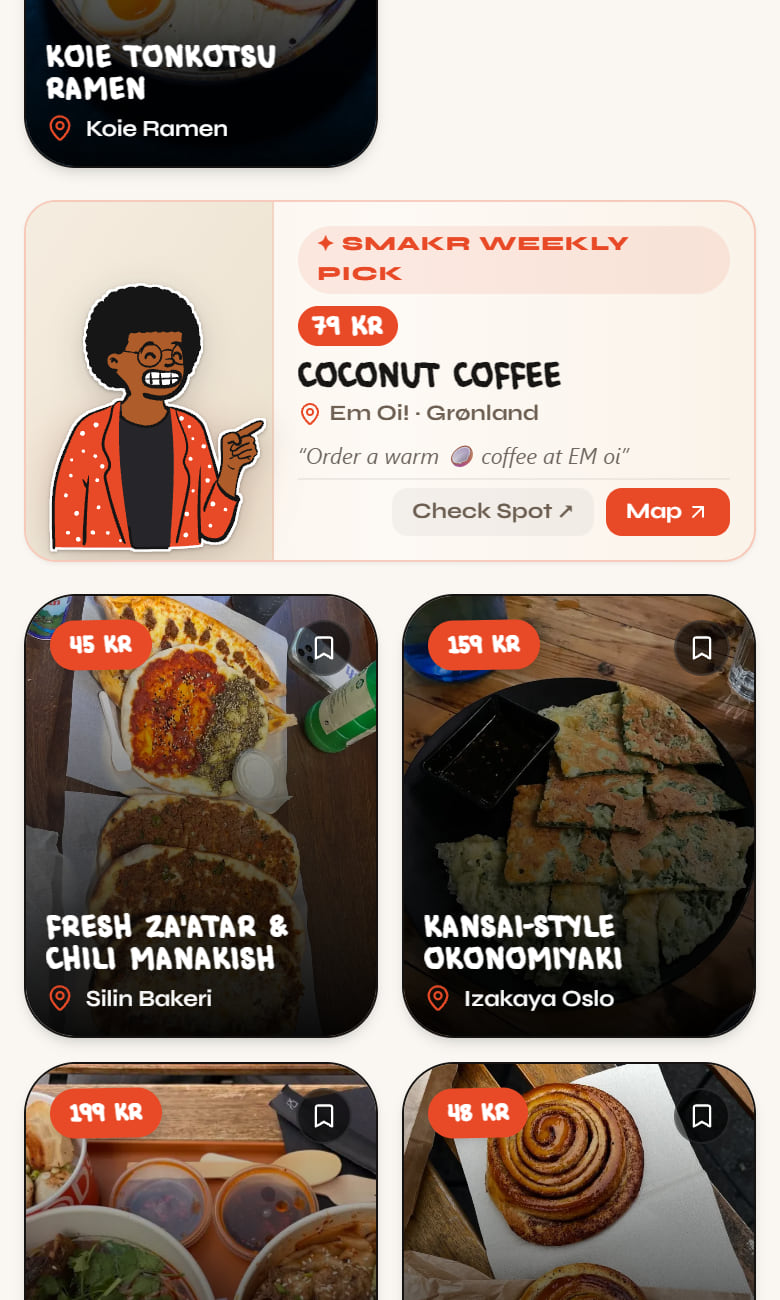 KOIE TONKOTSU
RAMEN
Koie Ramen
✦ SMAKR WEEKLY
PICK
79 KR
COCONUT COFFEE
Em Oi! · Grønland
“Order a warm 🥥 coffee at EM oi”
Check Spot ↗
Map ↗
45 KR
159 KR
FRESH ZA'ATAR &
CHILI MANAKISH
Silin Bakeri
KANSAI-STYLE
OKONOMIYAKI
Izakaya Oslo
199 KR
48 KR